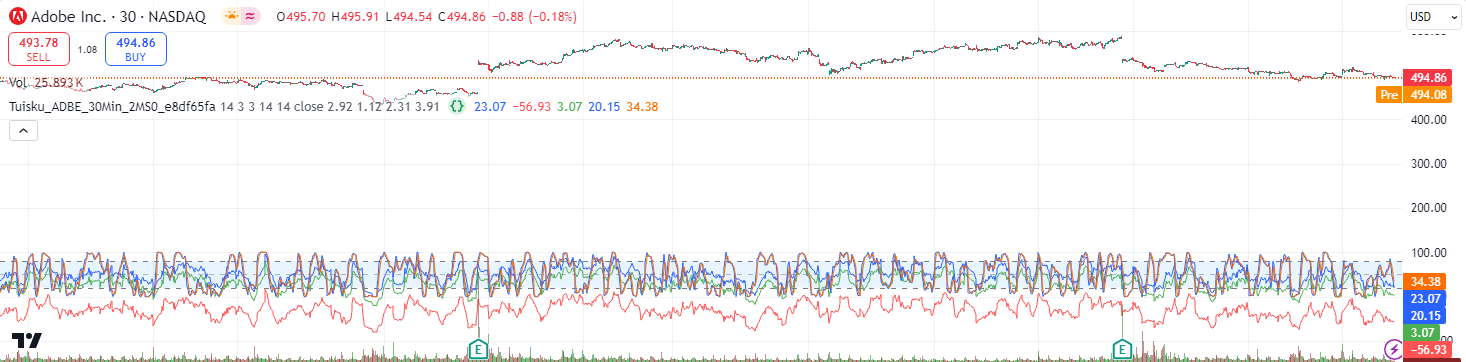 Adobe Inc. · 30 · NASDAQ O495.70 H495.91 L494.54 C494.86 −0.88 (−0.18%)
USD
493.78
SELL
1.08
494.86
BUY
Vol. 25.893 K
Tuisku_ADBE_30Min_2MS0_e8df65fa 14 3 3 14 14 close 2.92 1.12 2.31 3.91 23.07 −56.93 3.07 20.15 34.38
494.86
Pre 494.08
400.00
300.00
200.00
100.00
34.38
23.07
20.15
3.07
−56.93
E
E